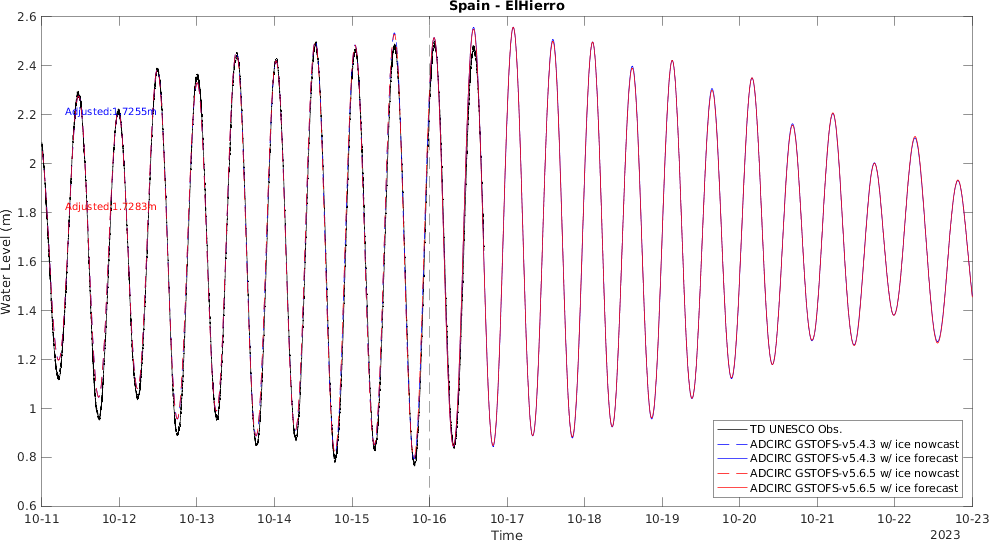 Spain - ElHierro
2.6
2.4
2.2
2
1.8
1.6
1.4
1.2
1
0.8
0.6
Water Level (m)
Adjusted:1.7255m
Adjusted:1.7283m
TD UNESCO Obs.
ADCIRC GSTOFS-v5.4.3 w/ ice nowcast
ADCIRC GSTOFS-v5.4.3 w/ ice forecast
ADCIRC GSTOFS-v5.6.5 w/ ice nowcast
ADCIRC GSTOFS-v5.6.5 w/ ice forecast
10-11 10-12 10-13 10-14 10-15 10-16 10-17 10-18 10-19 10-20 10-21 10-22 10-23
Time
2023